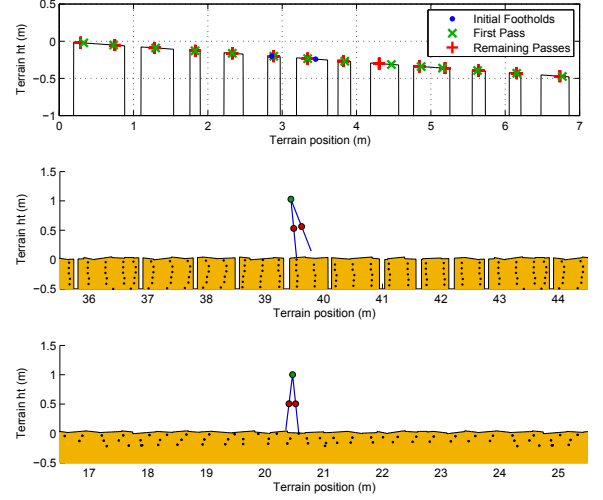 0.5
0
−0.5
−1
Terrain ht (m)
Initial Footholds
First Pass
Remaining Passes
0 1 2 3 4 5 6 7
Terrain position (m)
1.5
1
0.5
0
−0.5
Terrain ht (m)
36 37 38 39 40 41 42 43 44
Terrain position (m)
1.5
1
0.5
0
−0.5
Terrain ht (m)
17 18 19 20 21 22 23 24 25
Terrain position (m)